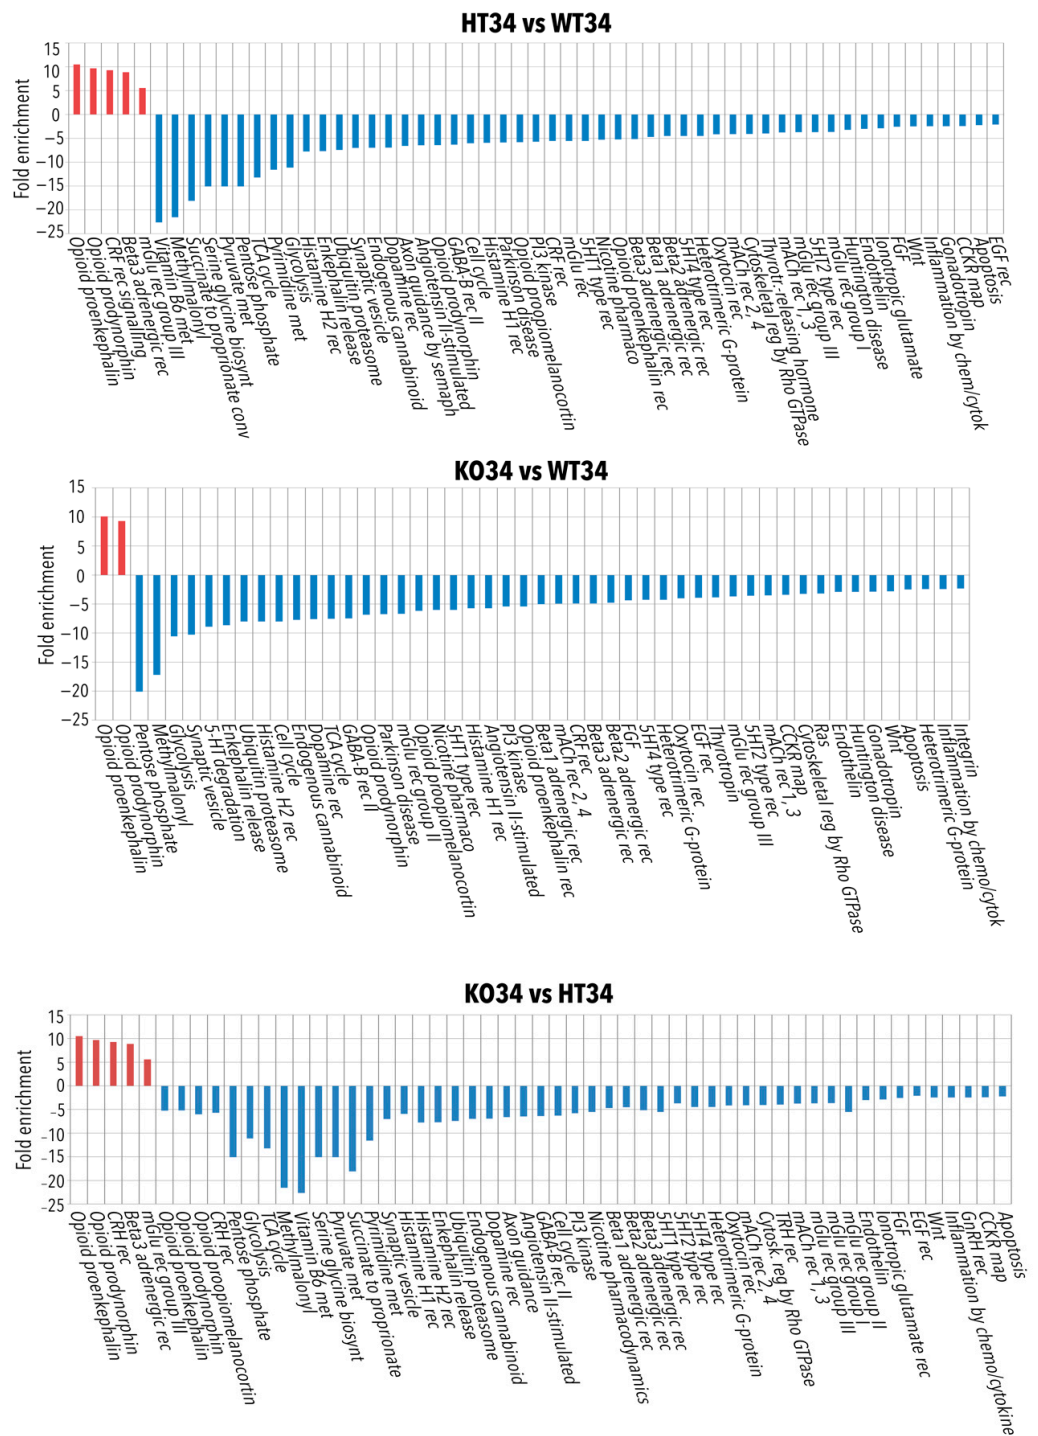 HT34 vs WT34
Fold enrichment
15
10
5
0
−5
−10
−15
−20
−25
Opioid proenkephalin
Opioid prodynorphin
CRF rec signalling
Beta3 adrenergic rec
mGlu rec group III
Vitamin B6 met
Methylmalonyl
Succinate to proprionate conv
Serine glycine biosynt
Pyruvate met
Pentose phosphate
TCA cycle
Pyrimidine met
Glycolysis
Histamine H2 rec
Enkephalin release
Ubiquitin proteasome
Synaptic vesicle
Endogenous cannabinoid
Dopamine rec
Axon guidance by semaph
Angiotensin II-stimulated
Opioid prodynorphin
GABA-B rec II
Cell cycle
Histamine H1 rec
Parkinson disease
Opioid propiomelanocortin
PI3 kinase
CRF rec
mGlu rec
5HT1 type rec
Nicotine pharmaco
Opioid proenkephalin rec
Beta3 adrenergic rec
Beta1 adrenergic rec
Beta2 adrenergic rec
5HT4 type rec
Heterotrimeric G-protein
Oxytocin rec
mACh rec 2, 4
Cytoskeletal reg by Rho GTPase
Thyrotr.-releasing hormone
mACh rec 1, 3
mGlu rec group III
5HT2 type rec
mGlu rec group I
Huntington disease
Endothelin
Ionotropic glutamate
FGF
Wnt
Inflammation by chem/cytok
Gonadotropin
CCKR map
Apoptosis
EGF rec
KO34 vs WT34
Fold enrichment
15
10
5
0
−5
−10
−15
−20
−25
Opioid proenkephalin
Opioid prodynorphin
Pentose phosphate
Methylmalonyl
Glycolysis
Synaptic vesicle
5-HT degradation
Enkephalin release
Ubiquitin proteasome
Histamine H2 rec
Cell cycle
Endogenous cannabinoid
Dopamine rec
TCA cycle
GABA-B rec II
Opioid prodynorphin
Parkinson disease
mGlu rec group II
Opioid propiomelanocortin
Nicotine pharmaco
5HT1 type rec
Histamine H1 rec
Angiotensin II-stimulated
PI3 kinase
Opioid proenkephalin rec
Beta1 adrenergic rec
mACh rec 2, 4
CRF rec
Beta3 adrenergic rec
Beta2 adrenergic rec
FGF
5HT4 type rec
Heterotrimeric G-protein
Oxytocin rec
EGF rec
Thyrotropin
mGlu rec group III
5HT2 type rec
mACh rec 1, 3
CCKR map
Cytoskeletal reg by Rho GTPase
Ras
Endothelin
Huntington disease
Gonadotropin
Wnt
Apoptosis
Heterotrimeric G-protein
Inflammation by chemo/cytok
Integrin
KO34 vs HT34
Fold enrichment
15
10
5
0
−5
−10
−15
−20
−25
Opioid proenkephalin
Opioid prodynorphin
CRH rec
Beta3 adrenergic rec
mGlu rec group III
Opioid proenkephalin
Opioid prodynorphin
Opioid propiomelanocortin
CRH rec
Pentose phosphate
Glycolysis
TCA cycle
Methylmalonyl
Vitamin B6 met
Serine glycine biosynt
Pyruvate met
Succinate to proprionate
Pyrimidine met
Synaptic vesicle
Histamine H1 rec
Histamine H2 rec
Enkephalin release
Ubiquitin proteasome
Endogenous cannabinoid
Dopamine rec
Axon guidance
Angiotensin II-stimulated
GABA-B rec II
Cell cycle
PI3 kinase
Nicotine pharmacodynamics
Beta1 adrenergic rec
Beta2 adrenergic rec
Beta3 adrenergic rec
5HT1 type rec
5HT2 type rec
5HT4 type rec
Heterotrimeric G-protein
Oxytocin rec
mACh rec 2, 4
Cytosk. reg by Rho GTPase
TRH rec
mACh rec 1, 3
mGlu rec group III
mGlu rec group I
mGlu rec group II
Endothelin
Ionotropic glutamate rec
FGF
EGF rec
Wnt
Inflammation by chemo/cytokine
GnRH rec
CCKR map
Apoptosis